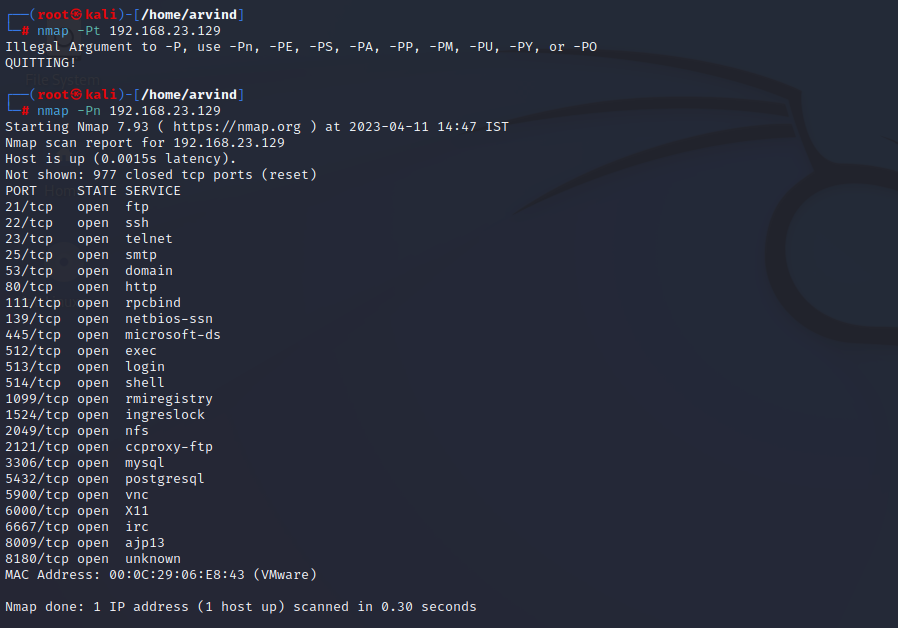 ┌──(root㉿kali)-[/home/arvind]
└─# nmap -Pt 192.168.23.129
Illegal Argument to -P, use -Pn, -PE, -PS, -PA, -PP, -PM, -PU, -PY, or -PO
QUITTING!
File System
┌──(root㉿kali)-[/home/arvind]
└─# nmap -Pn 192.168.23.129
Starting Nmap 7.93 ( https://nmap.org ) at 2023-04-11 14:47 IST
Nmap scan report for 192.168.23.129
Host is up (0.0015s latency).
Not shown: 977 closed tcp ports (reset)
PORT     STATE SERVICE
21/tcp   open  ftp
22/tcp   open  ssh
23/tcp   open  telnet
25/tcp   open  smtp
53/tcp   open  domain
80/tcp   open  http
111/tcp  open  rpcbind
139/tcp  open  netbios-ssn
445/tcp  open  microsoft-ds
512/tcp  open  exec
513/tcp  open  login
514/tcp  open  shell
1099/tcp open  rmiregistry
1524/tcp open  ingreslock
2049/tcp open  nfs
2121/tcp open  ccproxy-ftp
3306/tcp open  mysql
5432/tcp open  postgresql
5900/tcp open  vnc
6000/tcp open  X11
6667/tcp open  irc
8009/tcp open  ajp13
8180/tcp open  unknown
MAC Address: 00:0C:29:06:E8:43 (VMware)
Nmap done: 1 IP address (1 host up) scanned in 0.30 seconds